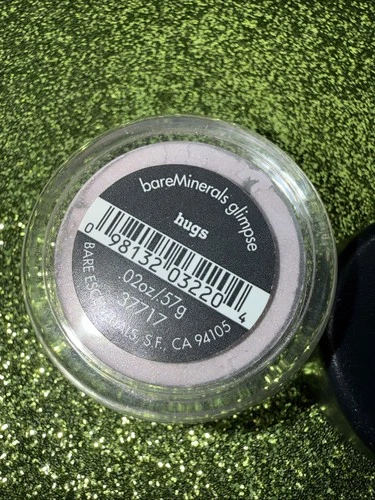 bareMinerals glimpse
hugs
0 98132 03220 4
.02oz/.57g
37717
BARE ESCENTUALS, S.F., CA 94105